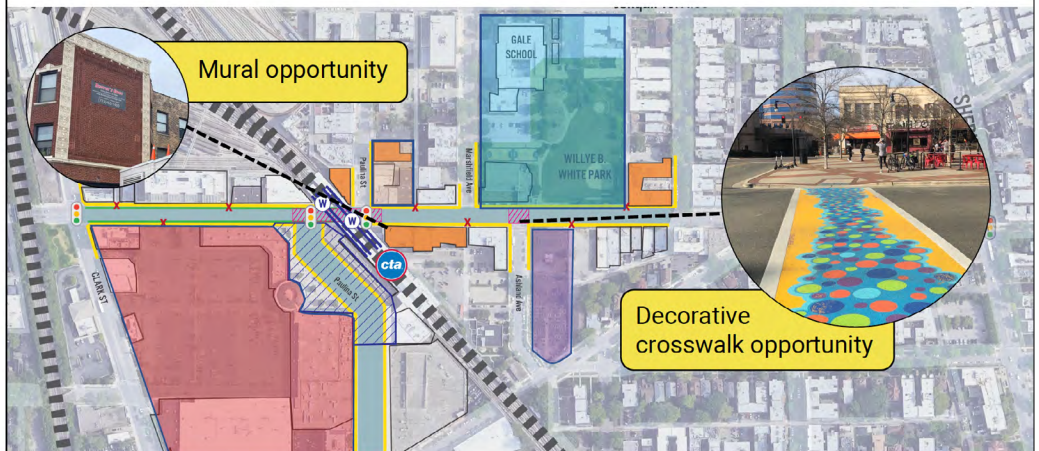 GALE
SCHOOL
Mural opportunity
Paulina St.
Marshfield Ave
WILLYE B.
WHITE PARK
W
W
cta
CLARK ST.
Paulina St.
Ashland Ave
Decorative
crosswalk opportunity